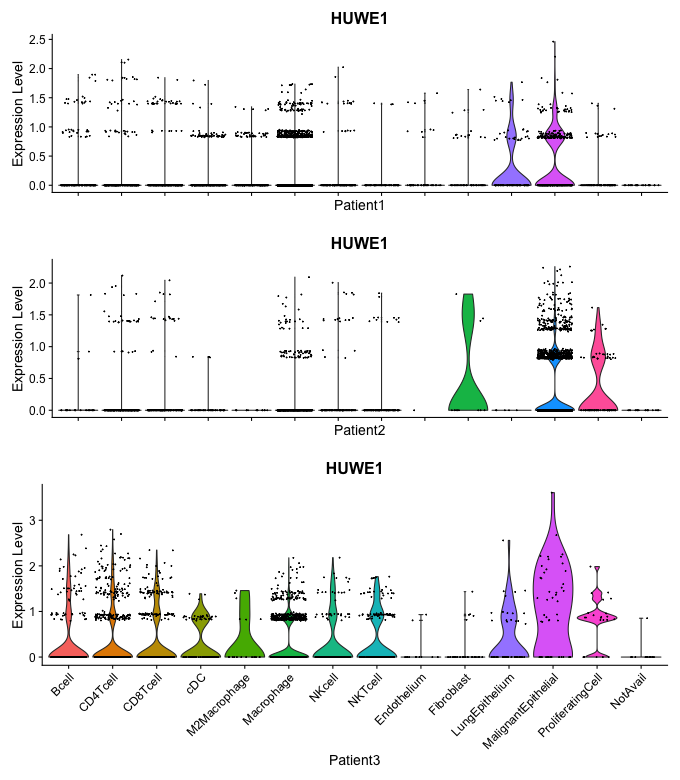 HUWE1
Expression Level
2.5
2.0
1.5
1.0
0.5
0.0
Patient1
HUWE1
Expression Level
2.0
1.5
1.0
0.5
0.0
Patient2
HUWE1
Expression Level
3
2
1
0
Bcell
CD4Tcell
CD8Tcell
cDC
M2Macrophage
Macrophage
NKcell
NKTcell
Endothelium
Fibroblast
LungEpithelium
MalignantEpithelial
ProliferatingCell
NotAvail
Patient3